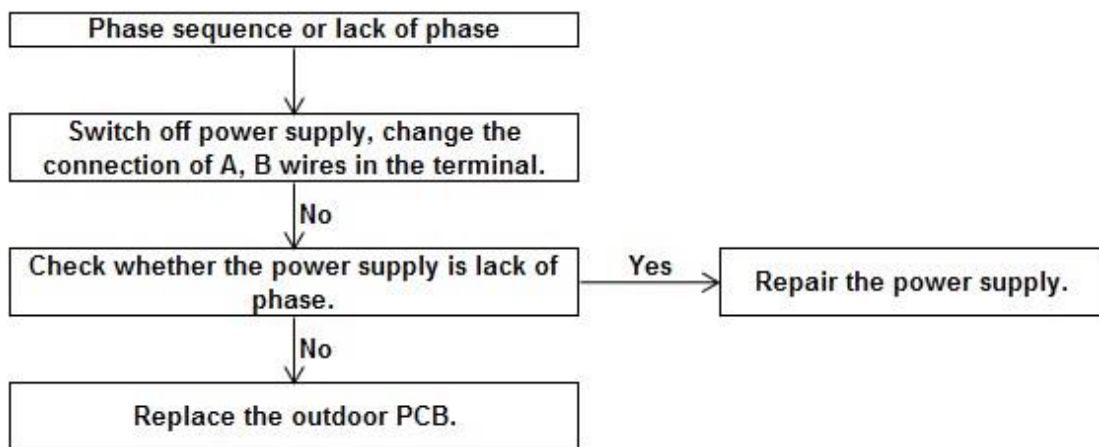 Phase sequence or lack of phase
Switch off power supply, change the
connection of A, B wires in the terminal.
No
Check whether the power supply is lack of
phase.
Yes
Repair the power supply.
No
Replace the outdoor PCB.